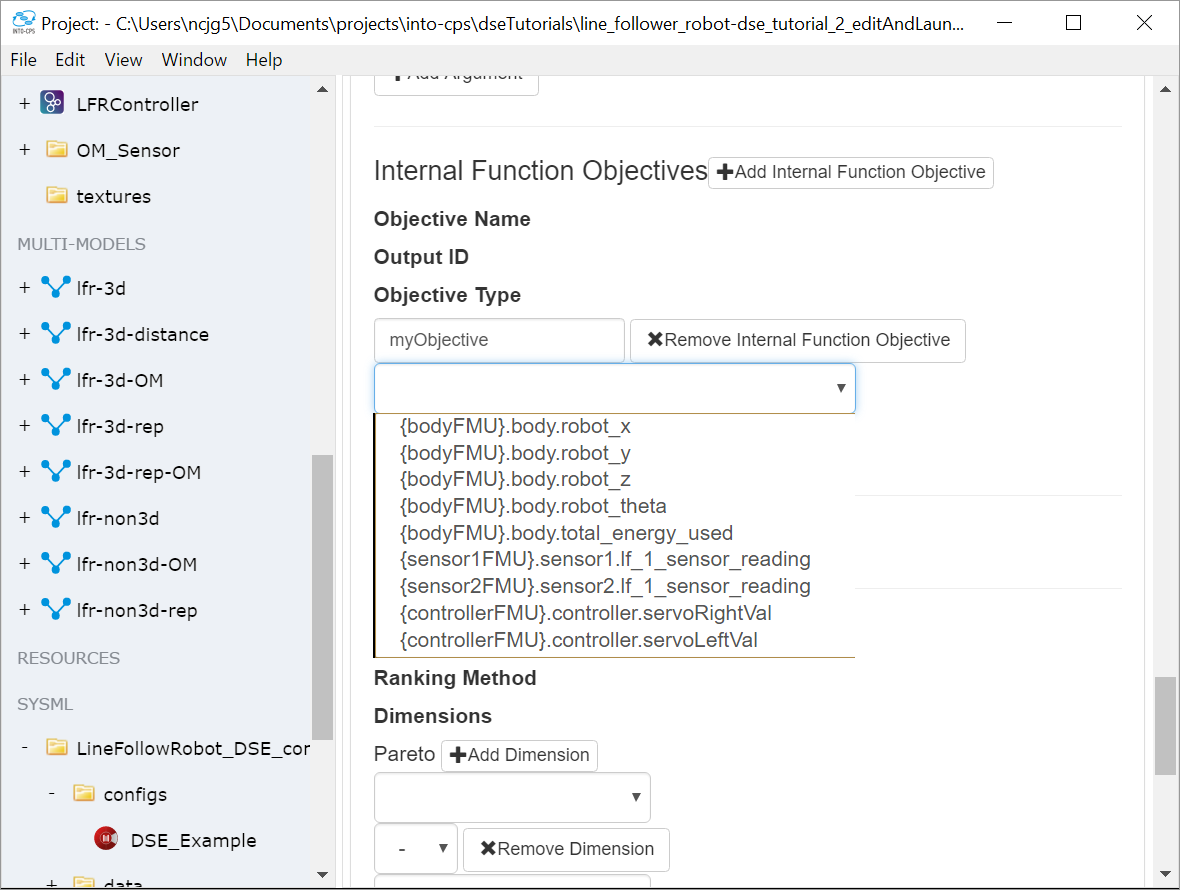 INTO-CPS
Project: - C:\Users\ncjg5\Documents\projects\into-cps\dseTutorials\line_follower_robot-dse_tutorial_2_editAndLaun...
File Edit View Window Help
+ LFRController
+ OM_Sensor
textures
MULTI-MODELS
+ lfr-3d
+ lfr-3d-distance
+ lfr-3d-OM
+ lfr-3d-rep
+ lfr-3d-rep-OM
+ lfr-non3d
+ lfr-non3d-OM
+ lfr-non3d-rep
RESOURCES
SYSML
- LineFollowRobot_DSE_cor
- configs
DSE_Example
+ data
+Add Argument
Internal Function Objectives +Add Internal Function Objective
Objective Name
Output ID
Objective Type
myObjective ✖Remove Internal Function Objective
{bodyFMU}.body.robot_x
{bodyFMU}.body.robot_y
{bodyFMU}.body.robot_z
{bodyFMU}.body.robot_theta
{bodyFMU}.body.total_energy_used
{sensor1FMU}.sensor1.lf_1_sensor_reading
{sensor2FMU}.sensor2.lf_1_sensor_reading
{controllerFMU}.controller.servoRightVal
{controllerFMU}.controller.servoLeftVal
Ranking Method
Dimensions
Pareto +Add Dimension
- ✖Remove Dimension